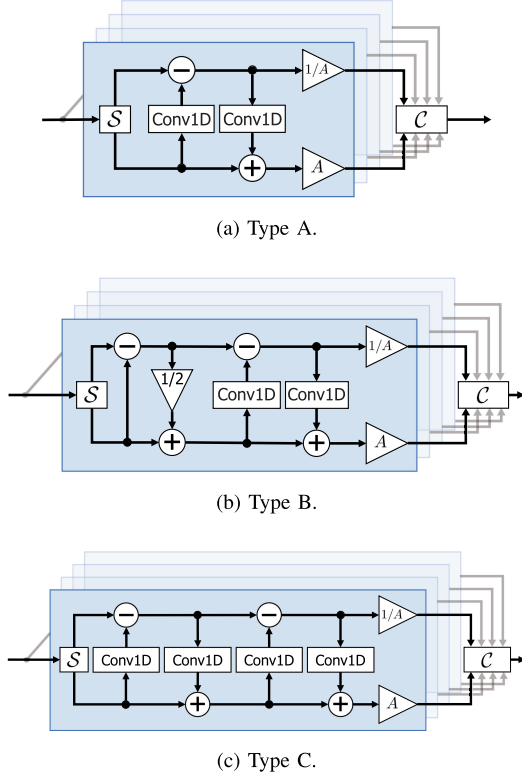 1/A
S Conv1D Conv1D C
A
(a) Type A.
1/A
1/2
S Conv1D Conv1D C
A
(b) Type B.
1/A
S Conv1D Conv1D Conv1D Conv1D C
A
(c) Type C.